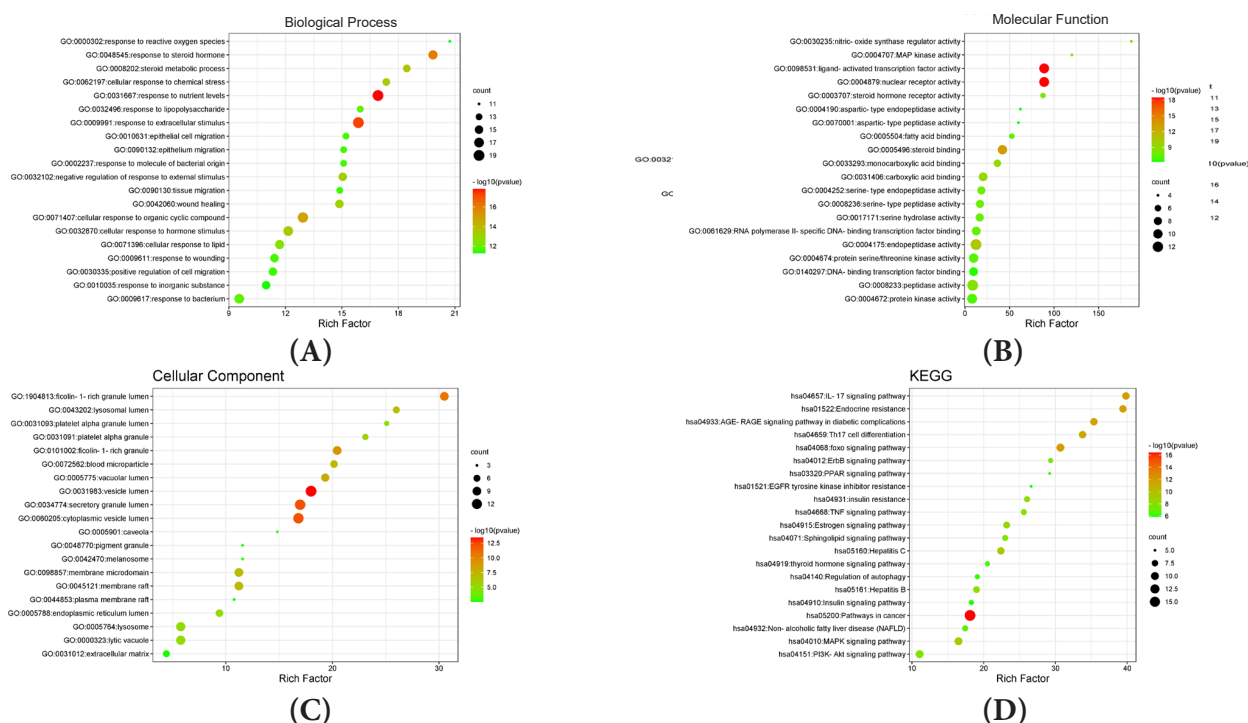 Biological Process
GO:0000302:response to reactive oxygen species
GO:0048545:response to steroid hormone
GO:0008202:steroid metabolic process
GO:0062197:cellular response to chemical stress
GO:0031667:response to nutrient levels
GO:0032496:response to lipopolysaccharide
GO:0009991:response to extracellular stimulus
GO:0010631:epithelial cell migration
GO:0090132:epithelium migration
GO:0002237:response to molecule of bacterial origin
GO:0032102:negative regulation of response to external stimulus
GO:0090130:tissue migration
GO:0042060:wound healing
GO:0071407:cellular response to organic cyclic compound
GO:0032870:cellular response to hormone stimulus
GO:0071396:cellular response to lipid
GO:0009611:response to wounding
GO:0030335:positive regulation of cell migration
GO:0010035:response to inorganic substance
GO:0009617:response to bacterium
9 12 15 18 21
Rich Factor
count
11
13
15
17
19
- log10(pvalue)
16
14
12
(A)
Molecular Function
GO:0030235:nitric- oxide synthase regulator activity
GO:0004707:MAP kinase activity
GO:0098531:ligand- activated transcription factor activity
GO:0004879:nuclear receptor activity
GO:0003707:steroid hormone receptor activity
GO:0004190:aspartic- type endopeptidase activity
GO:0070001:aspartic- type peptidase activity
GO:0005504:fatty acid binding
GO:0005496:steroid binding
GO:0033293:monocarboxylic acid binding
GO:0031406:carboxylic acid binding
GO:0004252:serine- type endopeptidase activity
GO:0008236:serine- type peptidase activity
GO:0017171:serine hydrolase activity
GO:0061629:RNA polymerase II- specific DNA- binding transcription factor binding
GO:0004175:endopeptidase activity
GO:0004674:protein serine/threonine kinase activity
GO:0140297:DNA- binding transcription factor binding
GO:0008233:peptidase activity
GO:0004672:protein kinase activity
0 50 100 150
Rich Factor
- log10(pvalue)
18
15
12
9
count
4
6
8
10
12
t
11
13
15
17
19
10(pvalue)
16
14
12
GO:0032
GO
(B)
Cellular Component
GO:1904813:ficolin- 1- rich granule lumen
GO:0043202:lysosomal lumen
GO:0031093:platelet alpha granule lumen
GO:0031091:platelet alpha granule
GO:0101002:ficolin- 1- rich granule
GO:0072562:blood microparticle
GO:0005775:vacuolar lumen
GO:0031983:vesicle lumen
GO:0034774:secretory granule lumen
GO:0060205:cytoplasmic vesicle lumen
GO:0005901:caveola
GO:0048770:pigment granule
GO:0042470:melanosome
GO:0098857:membrane microdomain
GO:0045121:membrane raft
GO:0044853:plasma membrane raft
GO:0005788:endoplasmic reticulum lumen
GO:0005764:lysosome
GO:0000323:lytic vacuole
GO:0031012:extracellular matrix
10 20 30
Rich Factor
count
3
6
9
12
- log10(pvalue)
12.5
10.0
7.5
5.0
(C)
KEGG
hsa04657:IL- 17 signaling pathway
hsa01522:Endocrine resistance
hsa04933:AGE- RAGE signaling pathway in diabetic complications
hsa04659:Th17 cell differentiation
hsa04068:foxo signaling pathway
hsa04012:ErbB signaling pathway
hsa03320:PPAR signaling pathway
hsa01521:EGFR tyrosine kinase inhibitor resistance
hsa04931:insulin resistance
hsa04668:TNF signaling pathway
hsa04915:Estrogen signaling pathway
hsa04071:Sphingolipid signaling pathway
hsa05160:Hepatitis C
hsa04919:thyroid hormone signaling pathway
hsa04140:Regulation of autophagy
hsa05161:Hepatitis B
hsa04910:Insulin signaling pathway
hsa05200:Pathways in cancer
hsa04932:Non- alcoholic fatty liver disease (NAFLD)
hsa04010:MAPK signaling pathway
hsa04151:PI3K- Akt signaling pathway
10 20 30 40
Rich Factor
- log10(pvalue)
16
14
12
10
8
6
count
5.0
7.5
10.0
12.5
15.0
(D)